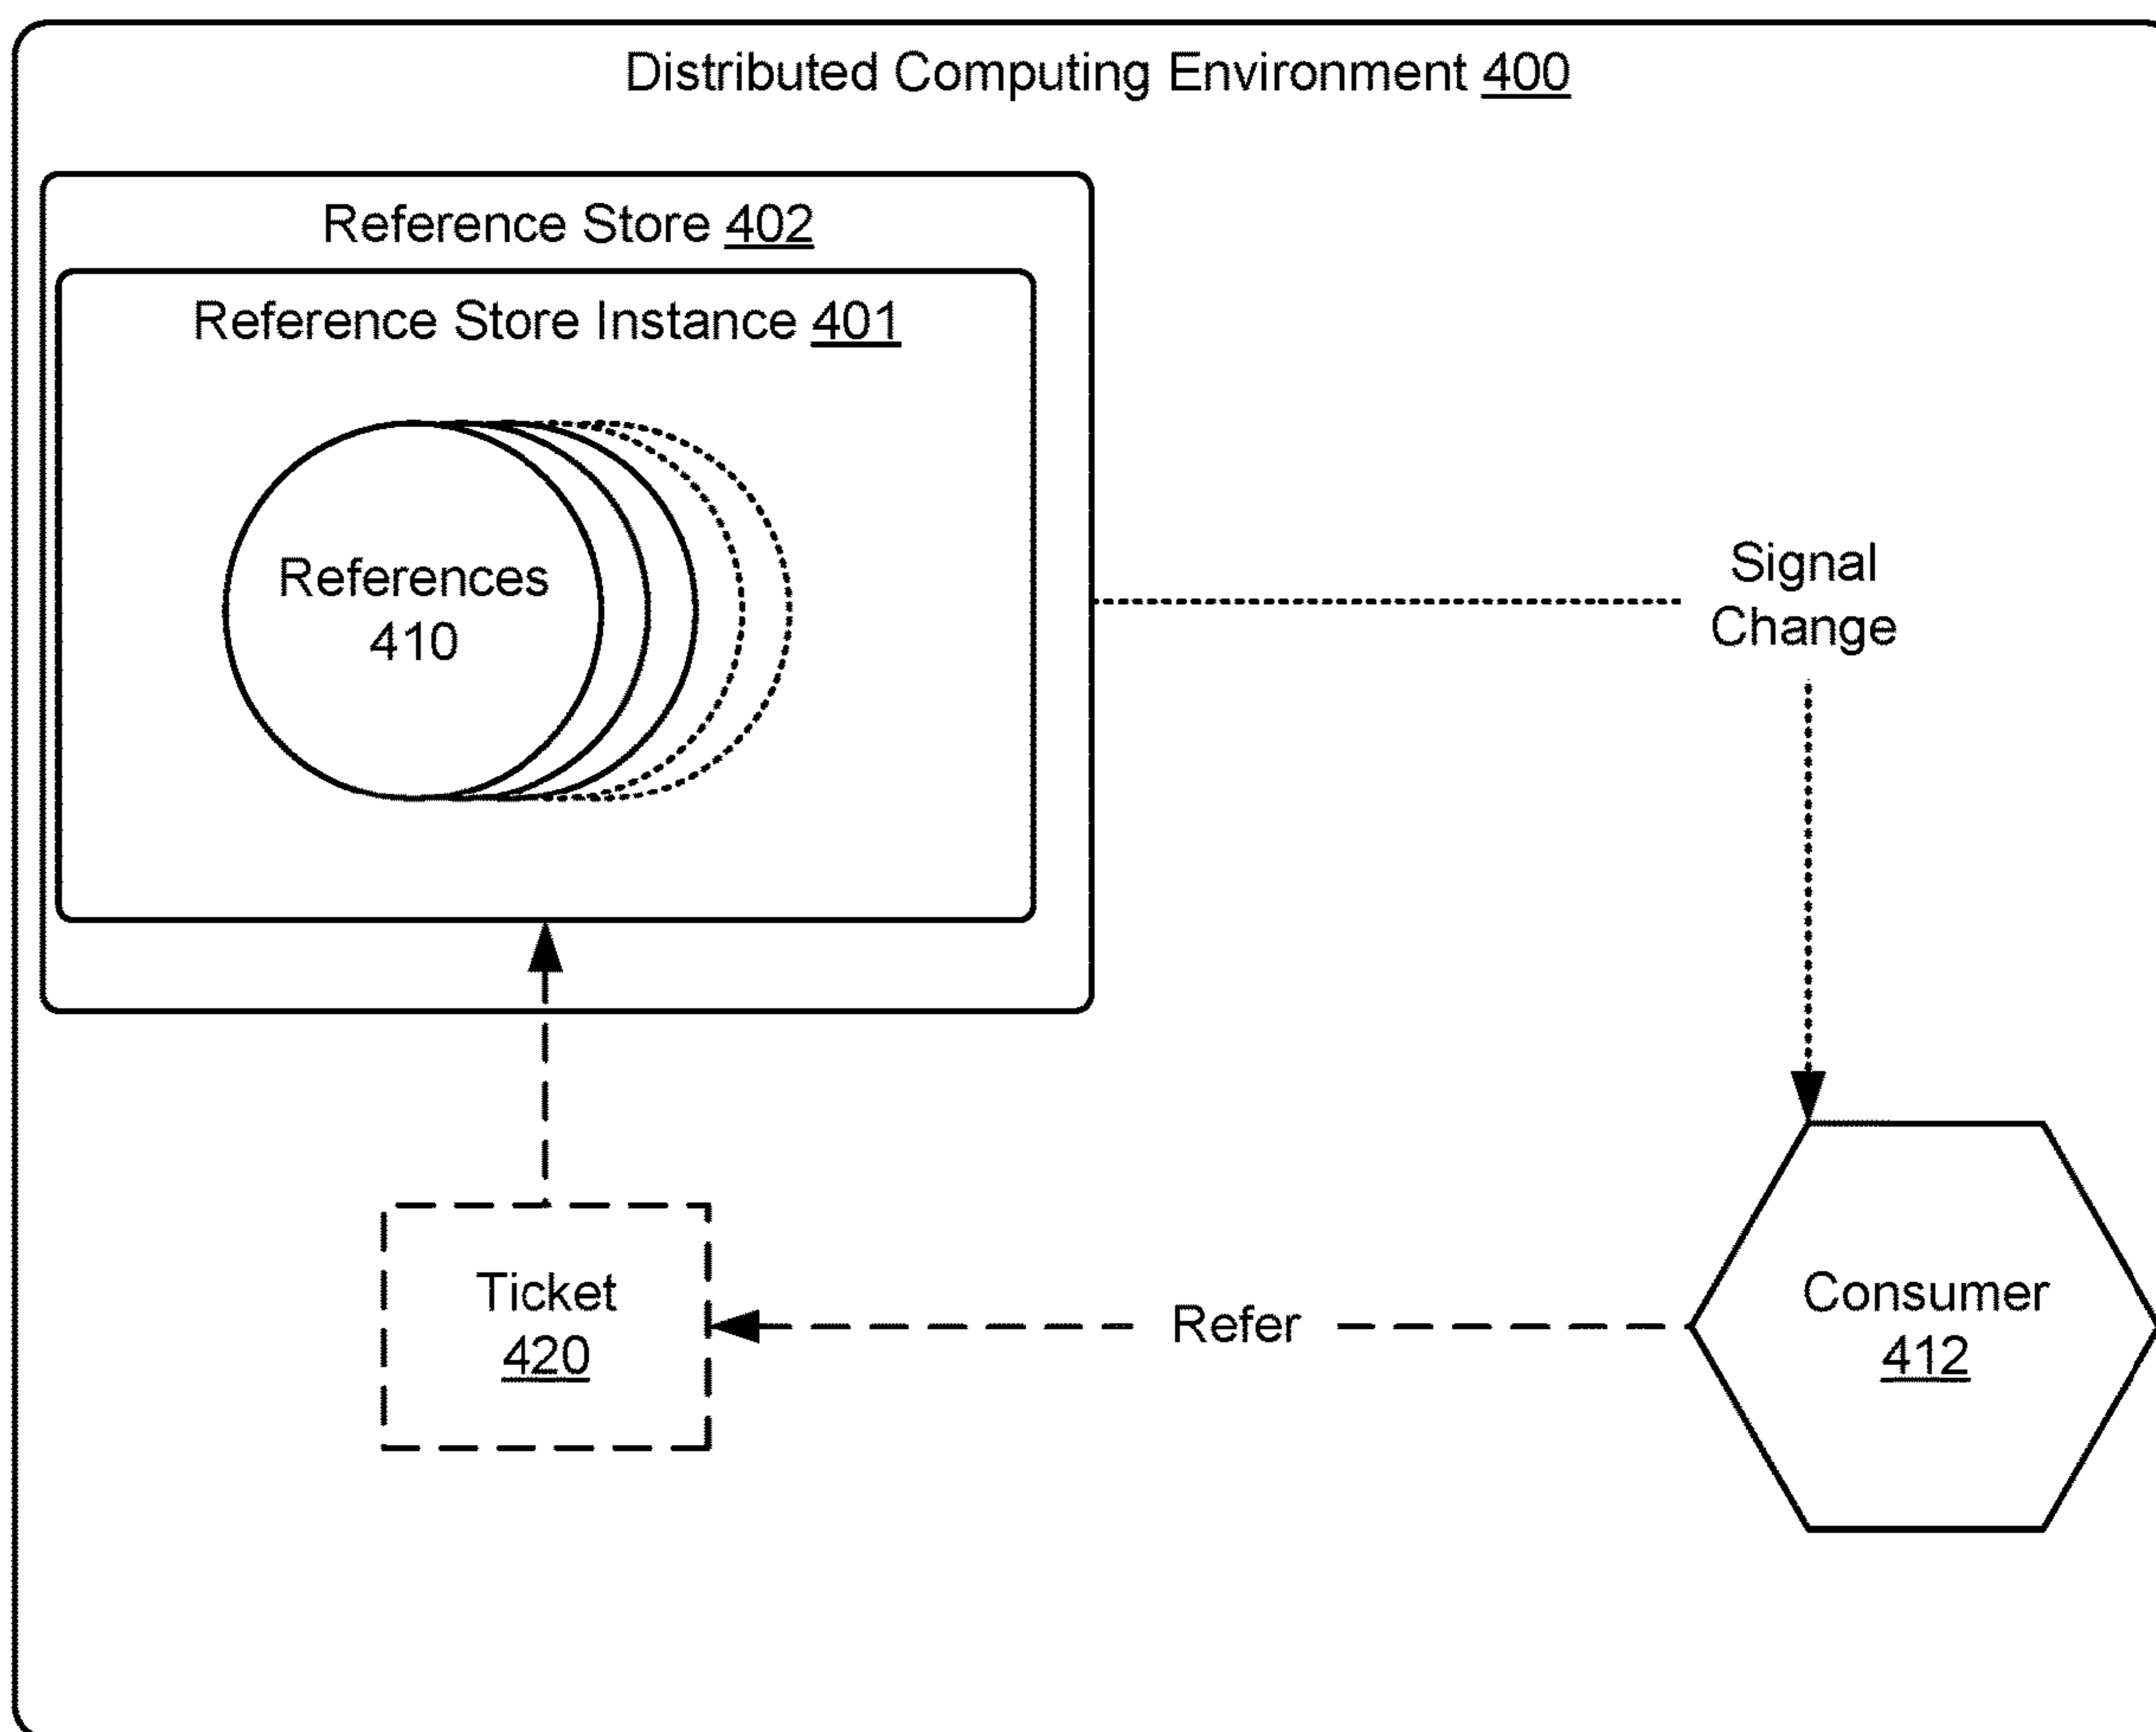 Distributed Computing Environment 400
Reference Store 402
Reference Store Instance 401
References
410
Signal
Change
Ticket
420
Refer
Consumer
412